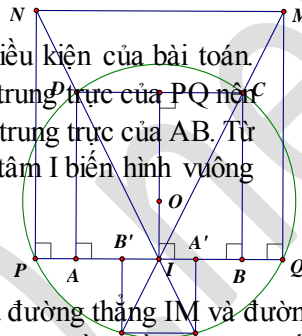 N M
iều kiện của bài toán.
trung trực của PQ nên
D C
trung trực của AB. Từ
tâm I biến hình vuông
O
B' A'
P A I B Q
đường thẳng IM và đườn